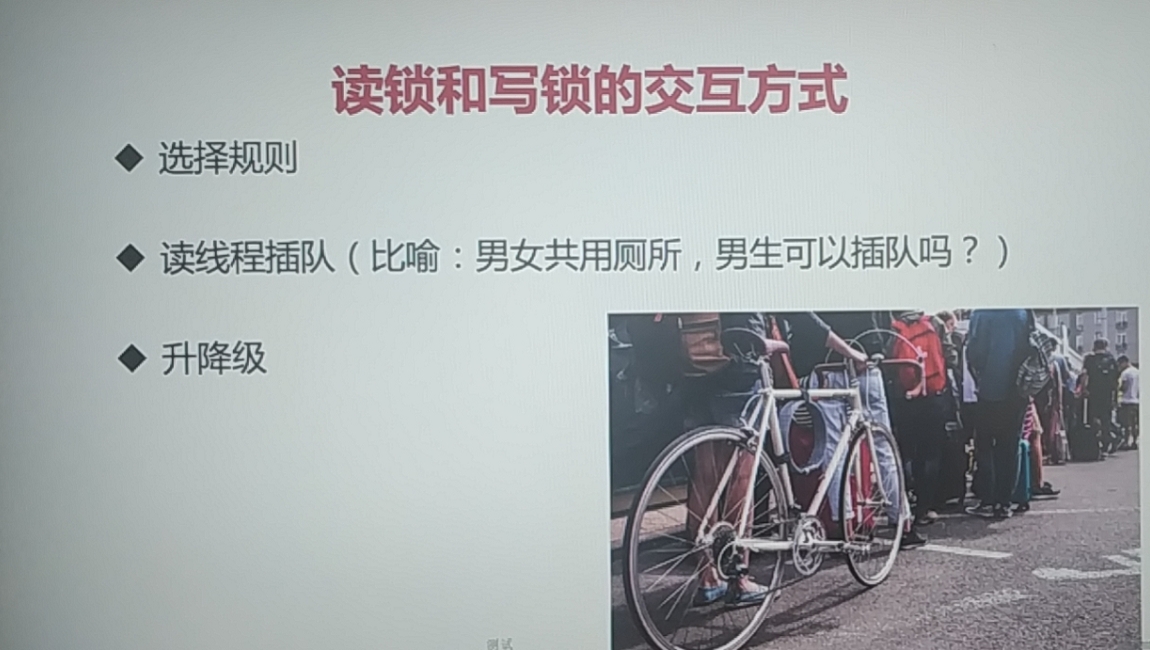 读锁和写锁的交互方式
◆ 选择规则
◆ 读线程插队（比喻：男女共用厕所，男生可以插队吗？）
◆ 升降级
测试